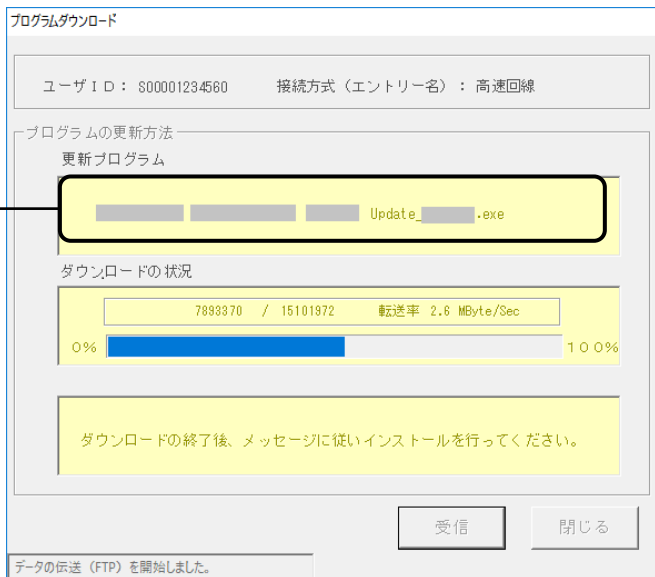 プログラムダウンロード
ユーザID： S00001234560 接続方式（エントリー名）： 高速回線
プログラムの更新方法
更新プログラム
Update_ .exe
ダウンロードの状況
7893370 / 15101972 転送率 2.6 MByte/Sec
0% 100%
ダウンロードの終了後、メッセージに従いインストールを行ってください。
受信 閉じる
データの伝送（FTP）を開始しました。